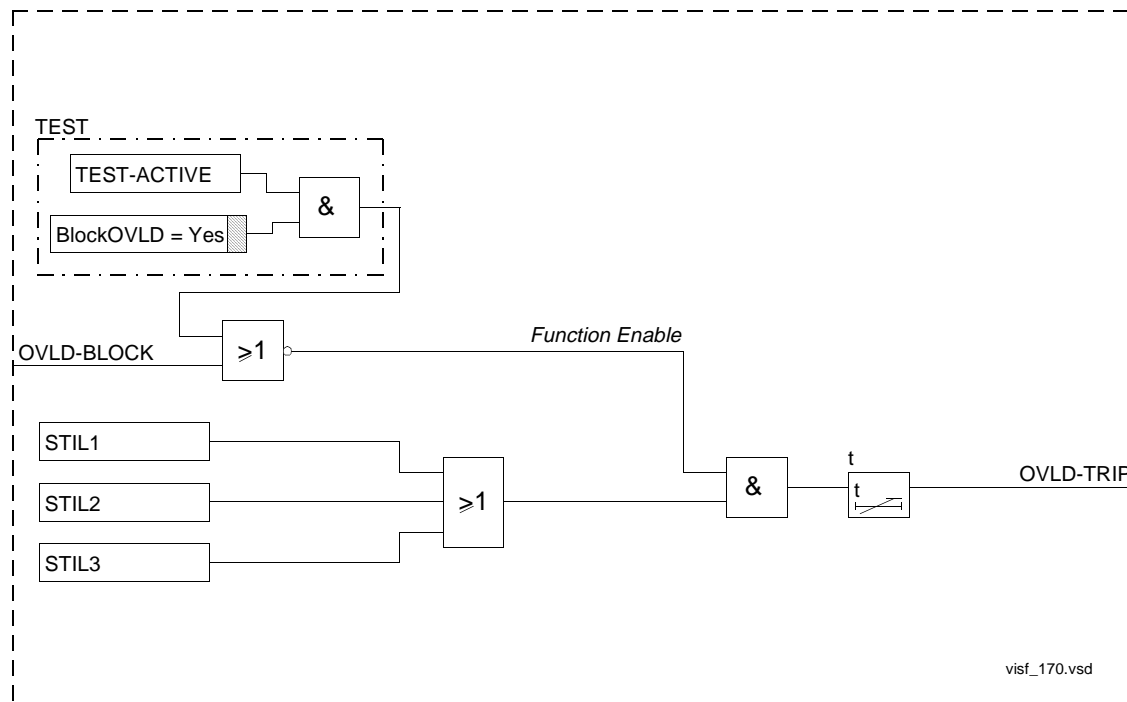 TEST
TEST-ACTIVE
&
BlockOVLD = Yes
OVLD-BLOCK
≥1
Function Enable
STIL1
STIL2
STIL3
≥1
&
t
t
OVLD-TRIP
visf_170.vsd